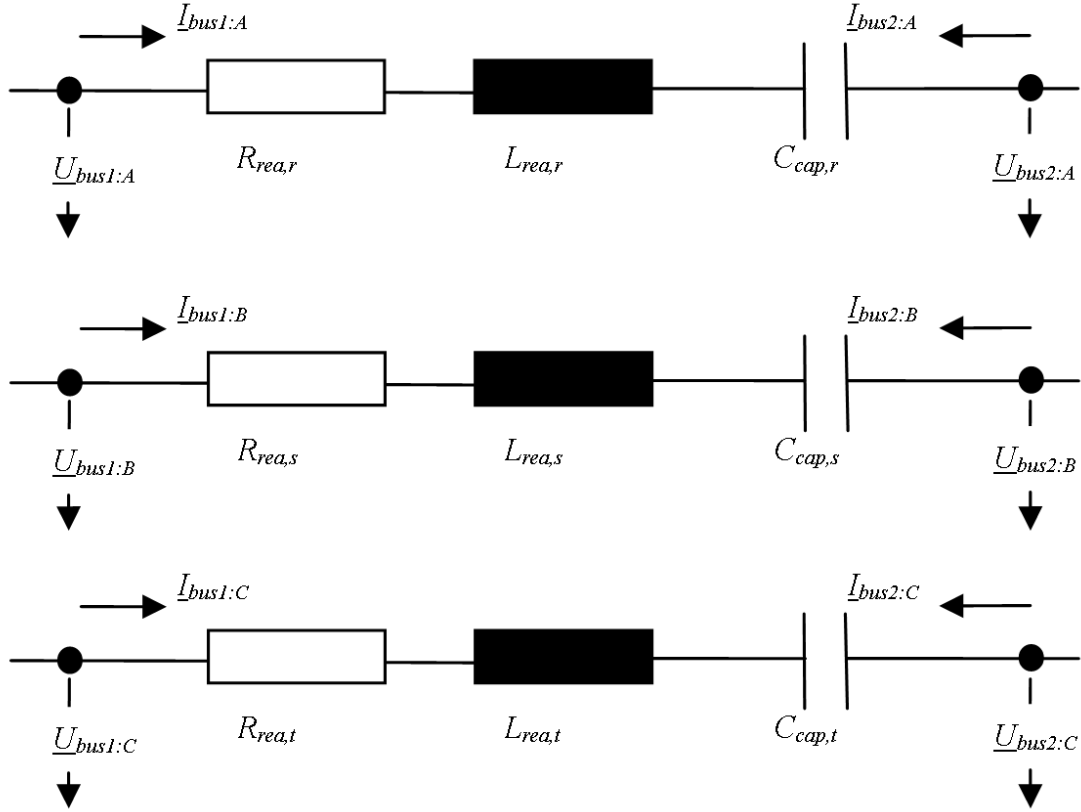 I_bus1:A I_bus2:A
R_rea,r L_rea,r C_cap,r
U_bus1:A U_bus2:A
I_bus1:B I_bus2:B
R_rea,s L_rea,s C_cap,s
U_bus1:B U_bus2:B
I_bus1:C I_bus2:C
R_rea,t L_rea,t C_cap,t
U_bus1:C U_bus2:C